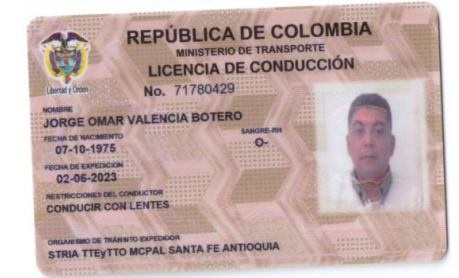 REPÚBLICA DE COLOMBIA
MINISTERIO DE TRANSPORTE
LICENCIA DE CONDUCCIÓN
No. 71780429
Libertad y Orden
NOMBRE
JORGE OMAR VALENCIA BOTERO
FECHA DE NACIMIENTO SANGRE-RH
07-10-1975 O-
FECHA DE EXPEDICION
02-06-2023
RESTRICCIONES DEL CONDUCTOR
CONDUCIR CON LENTES
ORGANISMO DE TRÁNSITO EXPEDIDOR
STRIA TTEyTTO MCPAL SANTA FE ANTIOQUIA